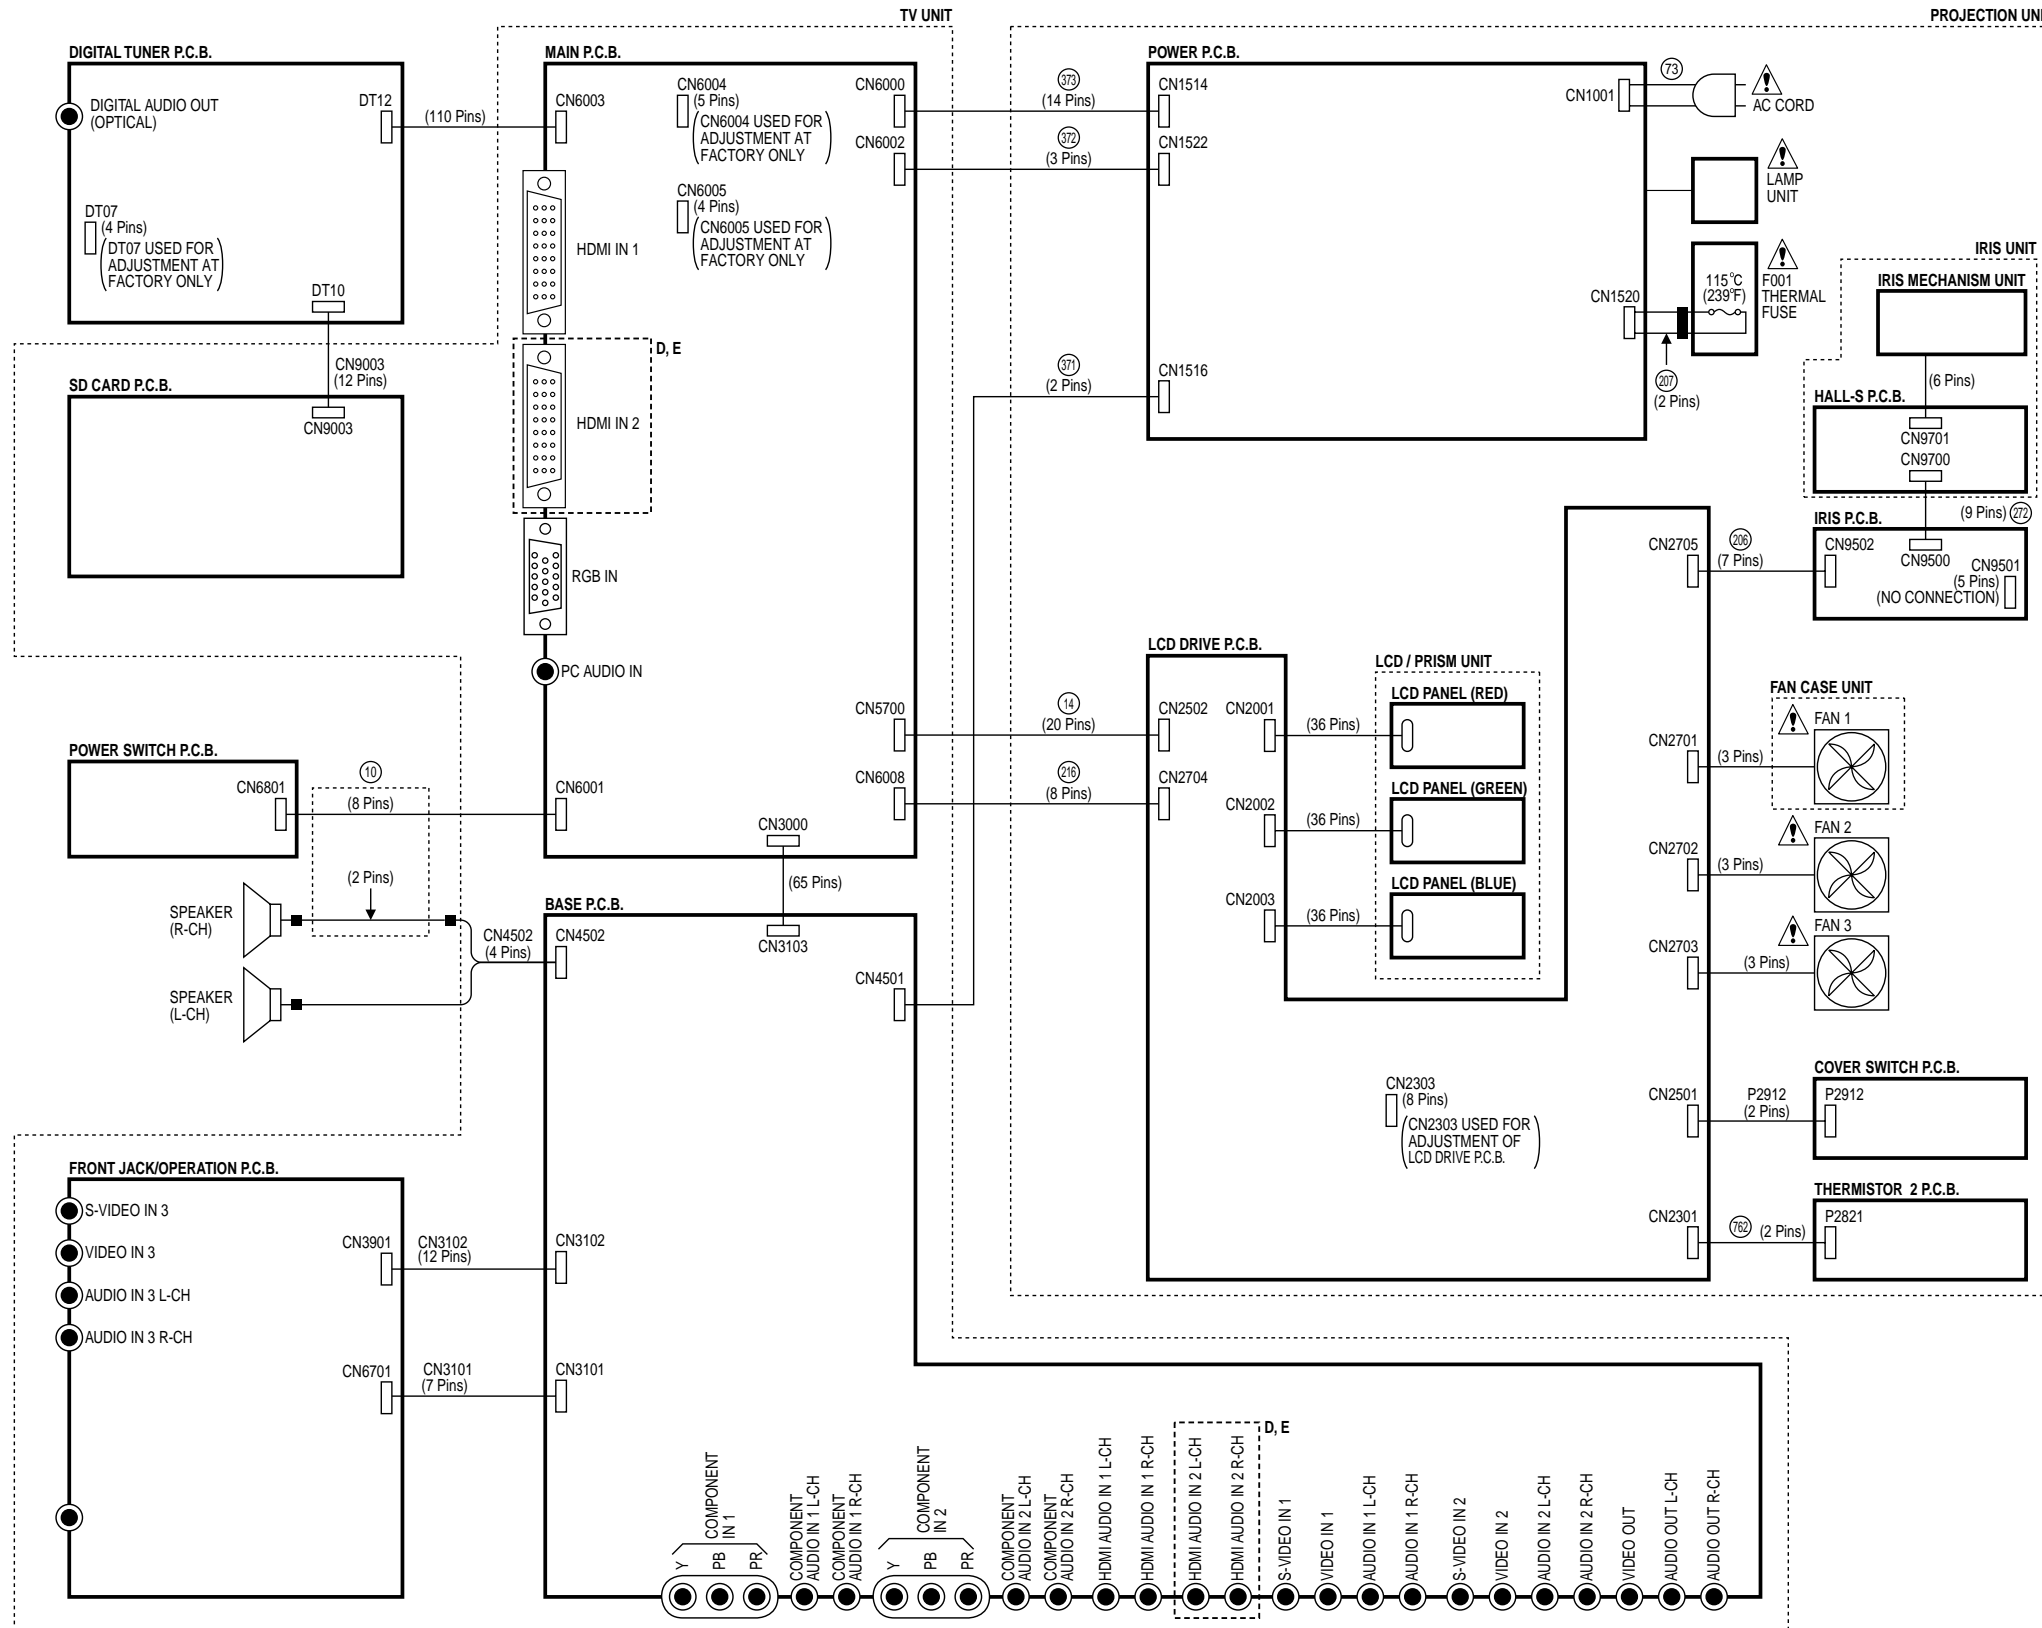 TV UNIT
PROJECTION UNI
DIGITAL TUNER P.C.B.
DIGITAL AUDIO OUT
(OPTICAL)
DT12
(110 Pins)
DT07
(4 Pins)
DT07 USED FOR
ADJUSTMENT AT
FACTORY ONLY
DT10
CN9003
(12 Pins)
SD CARD P.C.B.
CN9003
MAIN P.C.B.
CN6003
CN6004
(5 Pins)
CN6004 USED FOR
ADJUSTMENT AT
FACTORY ONLY
CN6005
(4 Pins)
CN6005 USED FOR
ADJUSTMENT AT
FACTORY ONLY
CN6000
CN6002
HDMI IN 1
D, E
HDMI IN 2
RGB IN
PC AUDIO IN
CN5700
CN6008
CN6001
CN3000
(65 Pins)
373
(14 Pins)
372
(3 Pins)
371
(2 Pins)
POWER P.C.B.
CN1514
CN1522
CN1516
CN1001
73
AC CORD
LAMP
UNIT
CN1520
115°C
(239°F)
F001
THERMAL
FUSE
207
(2 Pins)
IRIS UNIT
IRIS MECHANISM UNIT
(6 Pins)
HALL-S P.C.B.
CN9701
CN9700
(9 Pins) 272
IRIS P.C.B.
CN9502
CN9500
CN9501
(5 Pins)
(NO CONNECTION)
CN2705
206
(7 Pins)
14
(20 Pins)
216
(8 Pins)
LCD DRIVE P.C.B.
CN2502
CN2704
CN2001
(36 Pins)
CN2002
(36 Pins)
CN2003
(36 Pins)
LCD / PRISM UNIT
LCD PANEL (RED)
LCD PANEL (GREEN)
LCD PANEL (BLUE)
FAN CASE UNIT
FAN 1
CN2701
(3 Pins)
FAN 2
CN2702
(3 Pins)
FAN 3
CN2703
(3 Pins)
CN2303
(8 Pins)
CN2303 USED FOR
ADJUSTMENT OF
LCD DRIVE P.C.B.
COVER SWITCH P.C.B.
CN2501
P2912
(2 Pins)
P2912
THERMISTOR 2 P.C.B.
CN2301
762 (2 Pins)
P2821
POWER SWITCH P.C.B.
CN6801
10
(8 Pins)
(2 Pins)
SPEAKER
(R-CH)
SPEAKER
(L-CH)
CN4502
(4 Pins)
BASE P.C.B.
CN4502
CN3103
CN4501
FRONT JACK/OPERATION P.C.B.
S-VIDEO IN 3
VIDEO IN 3
AUDIO IN 3 L-CH
AUDIO IN 3 R-CH
CN3901
CN3102
(12 Pins)
CN3102
CN6701
CN3101
(7 Pins)
CN3101
COMPONENT
IN 1
Y
PB
PR
COMPONENT
AUDIO IN 1 L-CH
COMPONENT
AUDIO IN 1 R-CH
COMPONENT
IN 2
Y
PB
PR
COMPONENT
AUDIO IN 2 L-CH
COMPONENT
AUDIO IN 2 R-CH
HDMI AUDIO IN 1 L-CH
HDMI AUDIO IN 1 R-CH
D, E
HDMI AUDIO IN 2 L-CH
HDMI AUDIO IN 2 R-CH
S-VIDEO IN 1
VIDEO IN 1
AUDIO IN 1 L-CH
AUDIO IN 1 R-CH
S-VIDEO IN 2
VIDEO IN 2
AUDIO IN 2 L-CH
AUDIO IN 2 R-CH
VIDEO OUT
AUDIO OUT L-CH
AUDIO OUT R-CH